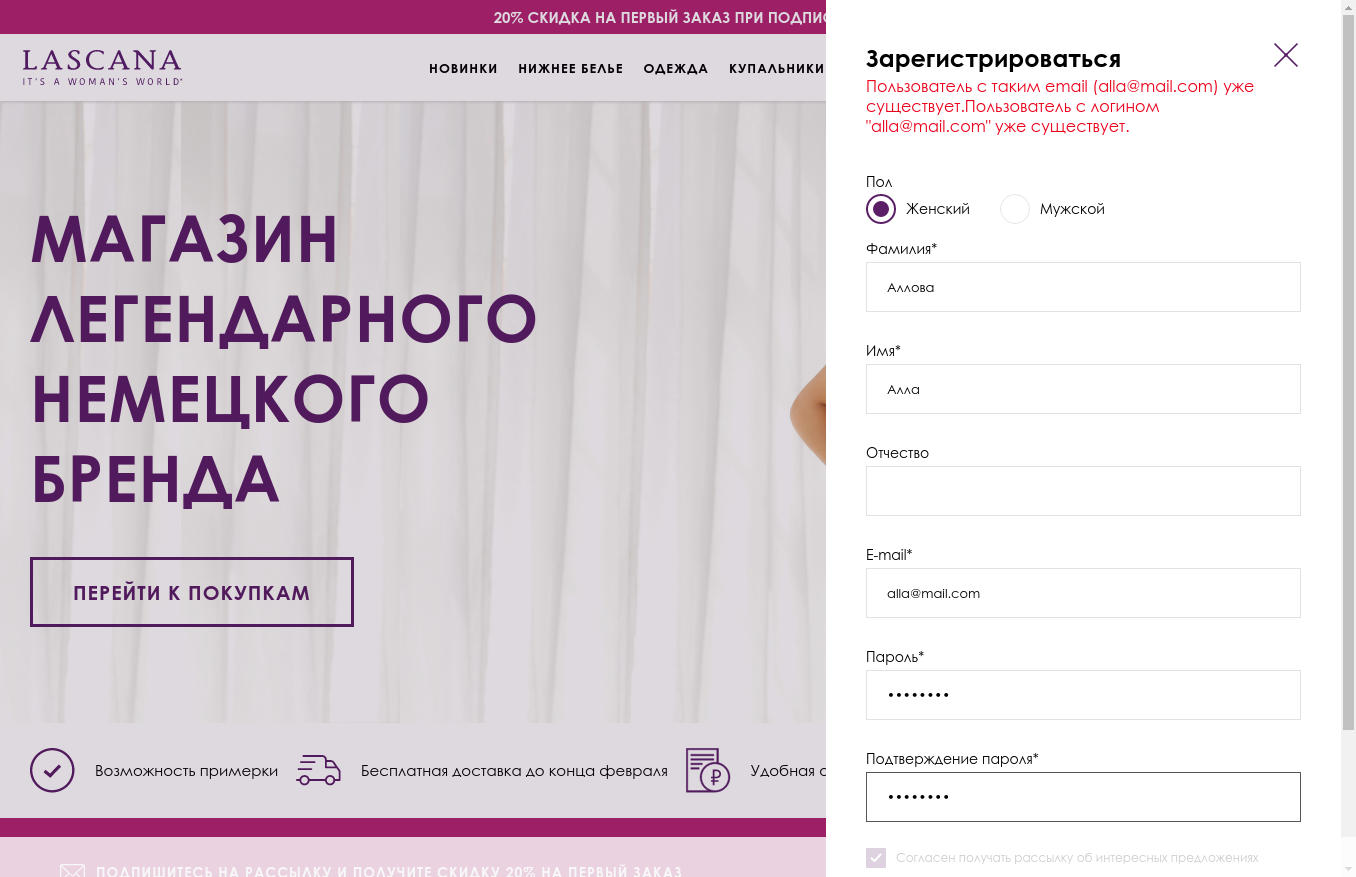 20% СКИДКА НА ПЕРВЫЙ ЗАКАЗ ПРИ
LASCANA
IT'S A WOMAN'S WORLD
НОВИНКИ НИЖНЕЕ БЕЛЬЕ ОДЕЖДА КУПАЛЬНИКИ
МАГАЗИН
ЛЕГЕНДАРНОГО
НЕМЕЦКОГО
БРЕНДА
ПЕРЕЙТИ К ПОКУПКАМ
Возможность примерки
Бесплатная доставка до конца февраля
Удобная
ПОДПИШИТЕСЬ НА РАССЫЛКУ И ПОЛУЧИТЕ СКИДКУ 20% НА ПЕРВЫЙ ЗАКАЗ
Зарегистрироваться
Пользователь с таким email (alla@mail.com) уже
существует.Пользователь с логином
"alla@mail.com" уже существует.
Пол
Женский Мужской
Фамилия*
Аллова
Имя*
Алла
Отчество
E-mail*
alla@mail.com
Пароль*
••••••••
Подтверждение пароля*
••••••••
Согласен получать рассылку об интересных предложениях